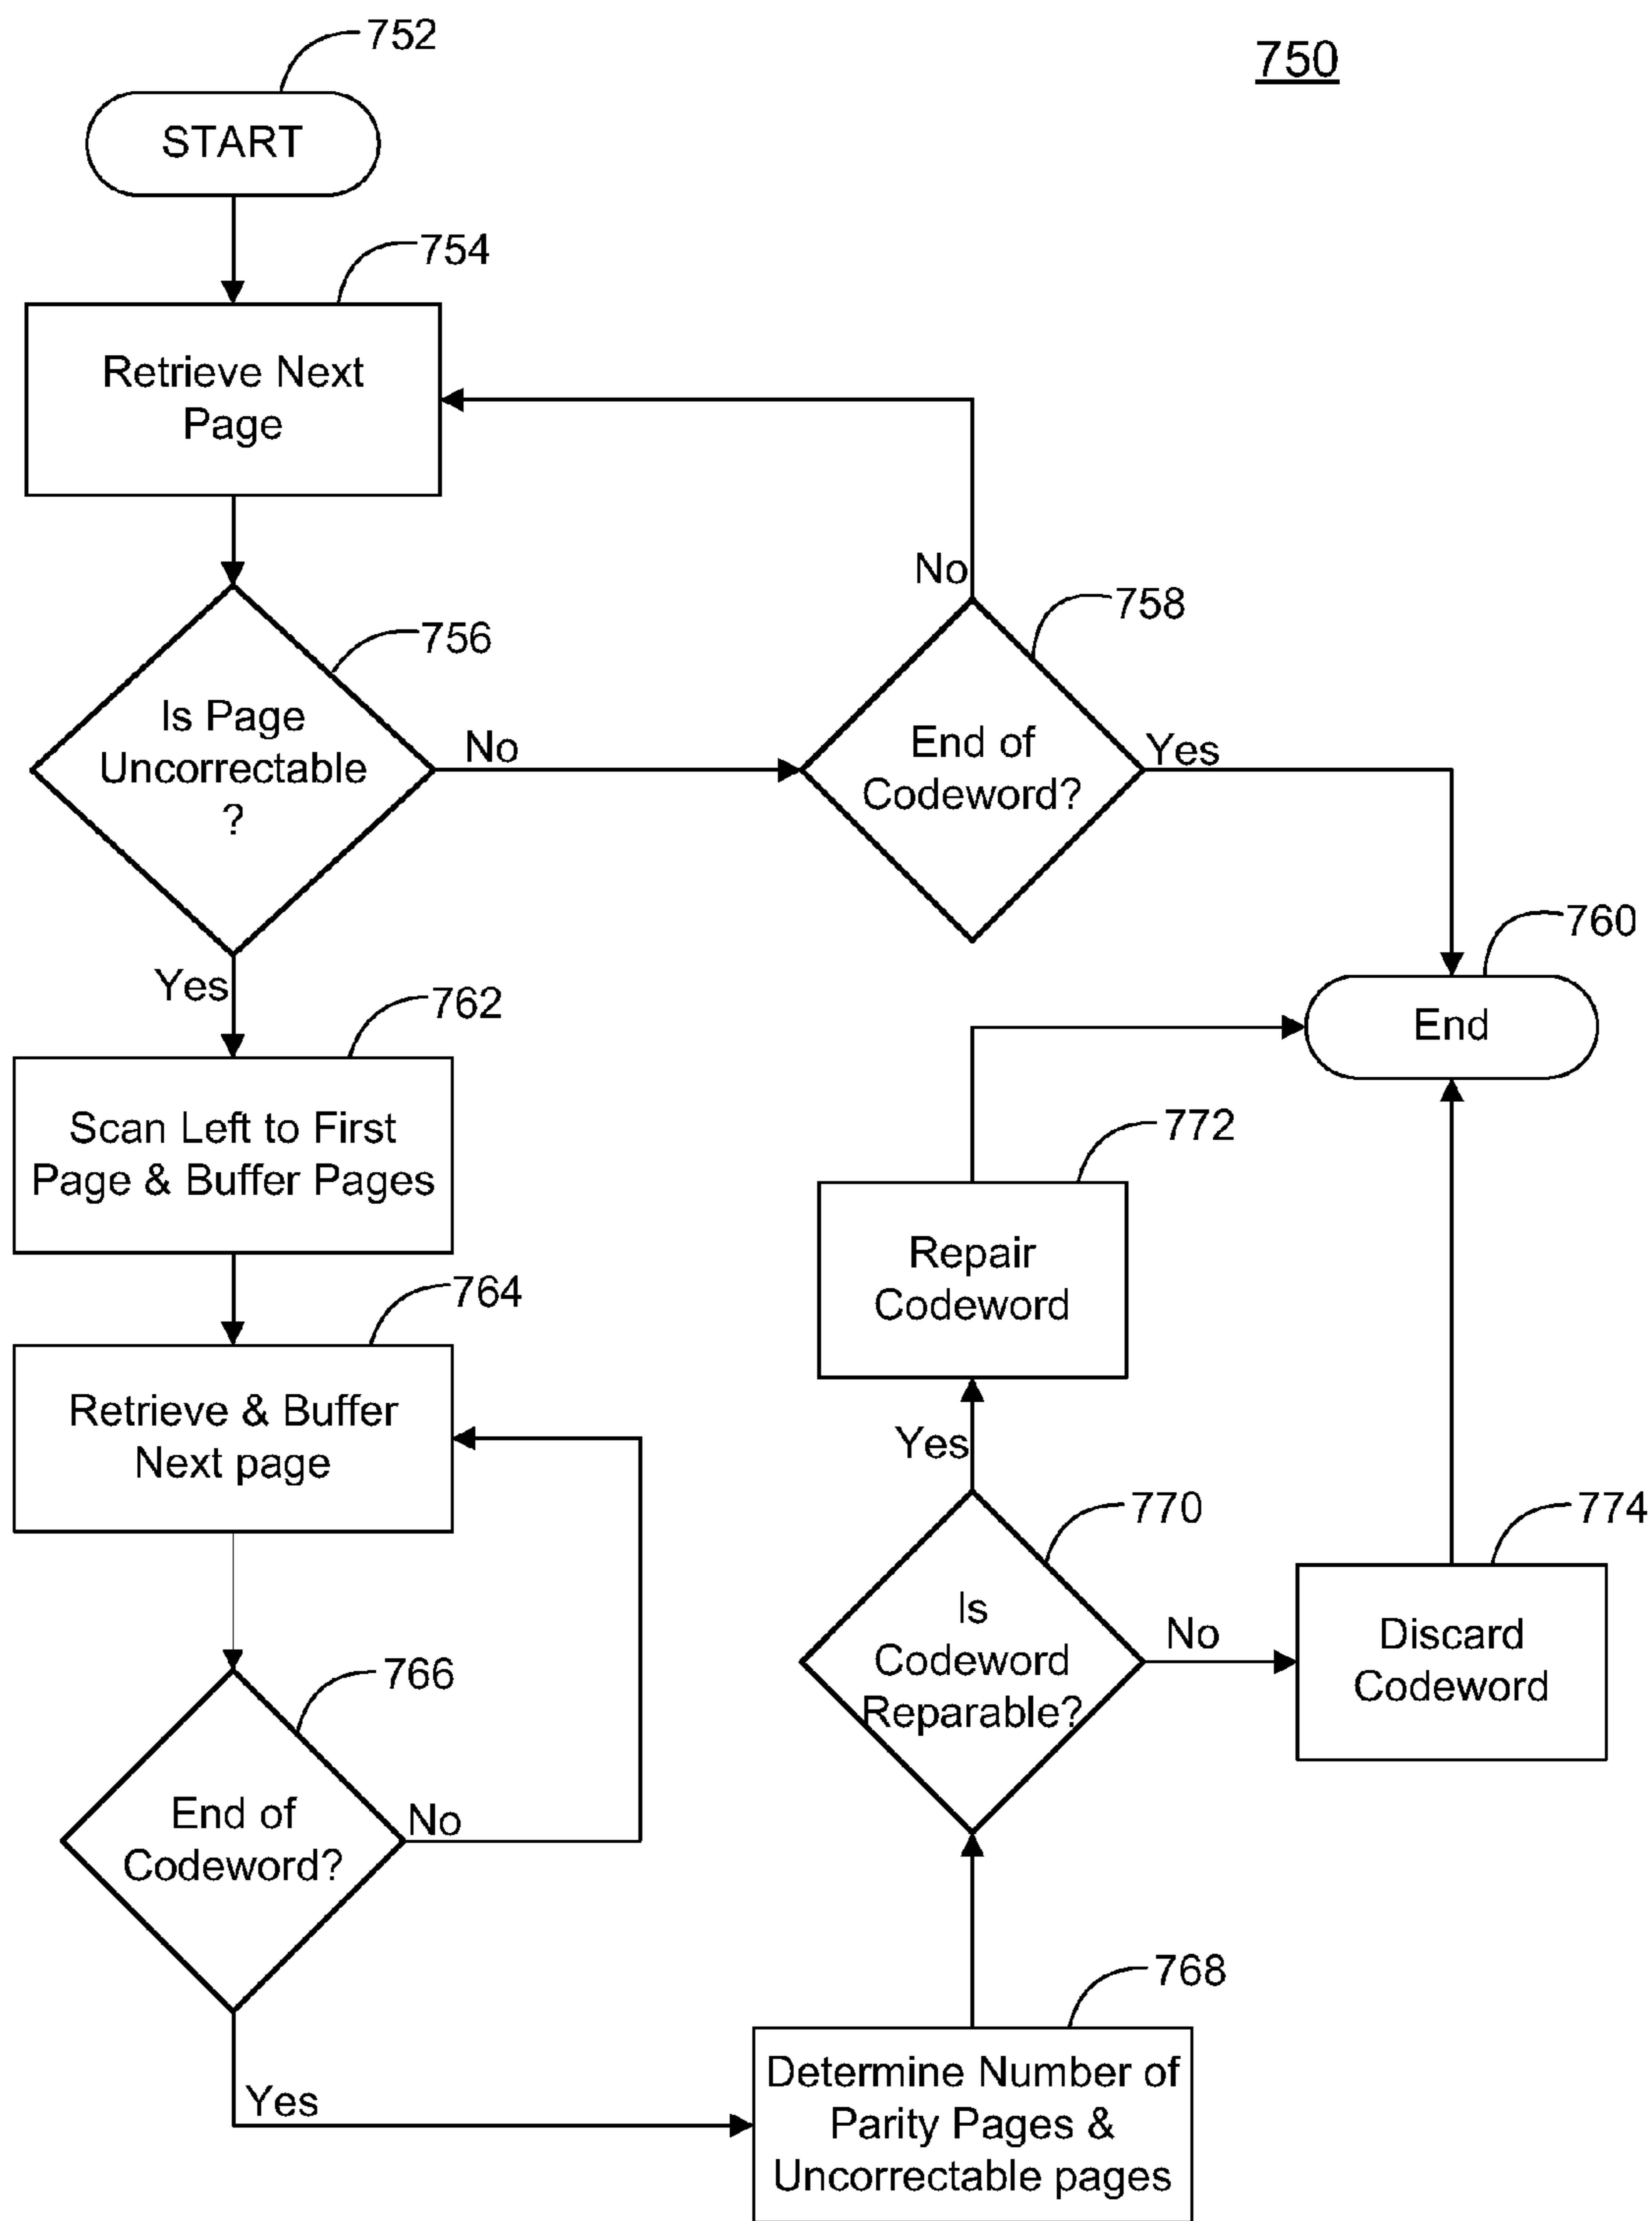 752
750
START
754
Retrieve Next
Page
No
758
756
Is Page
Uncorrectable
?
No
End of
Codeword?
Yes
760
Yes
762
End
Scan Left to First
Page & Buffer Pages
772
Repair
Codeword
764
Retrieve & Buffer
Next page
Yes
770
774
Is
Codeword
Reparable?
No
Discard
Codeword
766
End of
Codeword?
No
768
Yes
Determine Number of
Parity Pages &
Uncorrectable pages